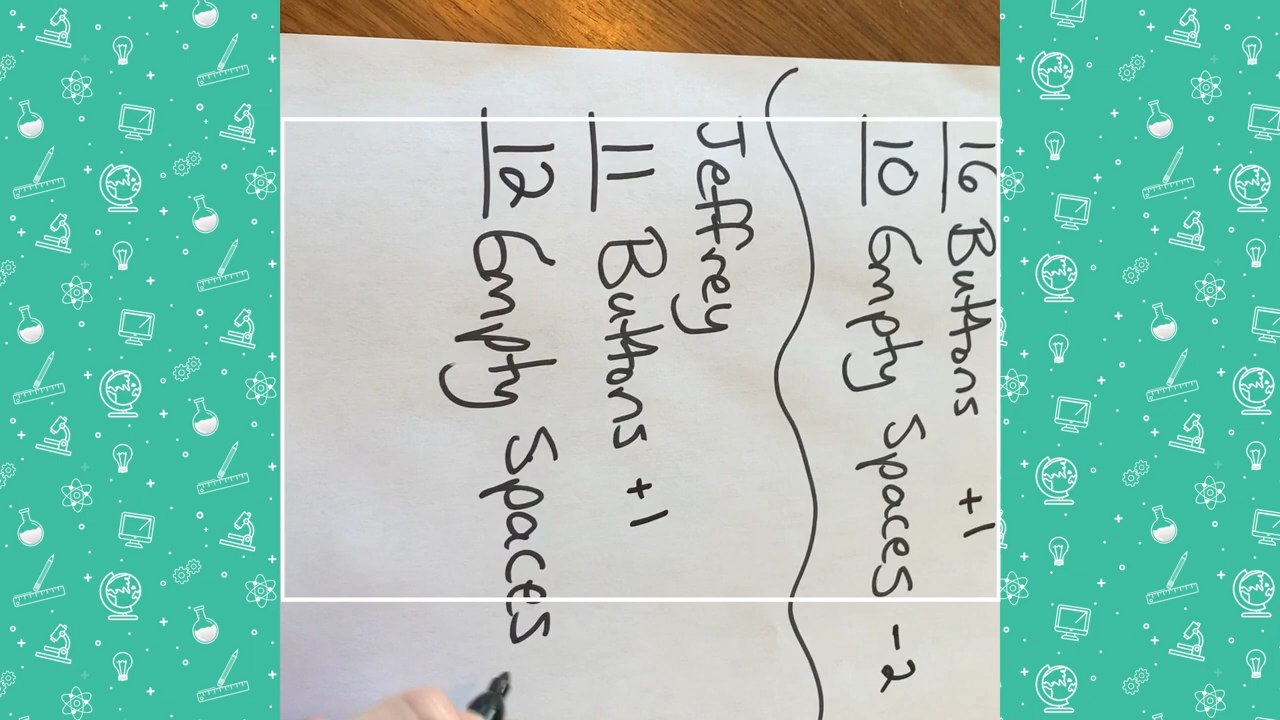 16 Buttons +1
10 Empty Spaces -2
Jeffrey
11 Buttons +1
12 Empty Spaces